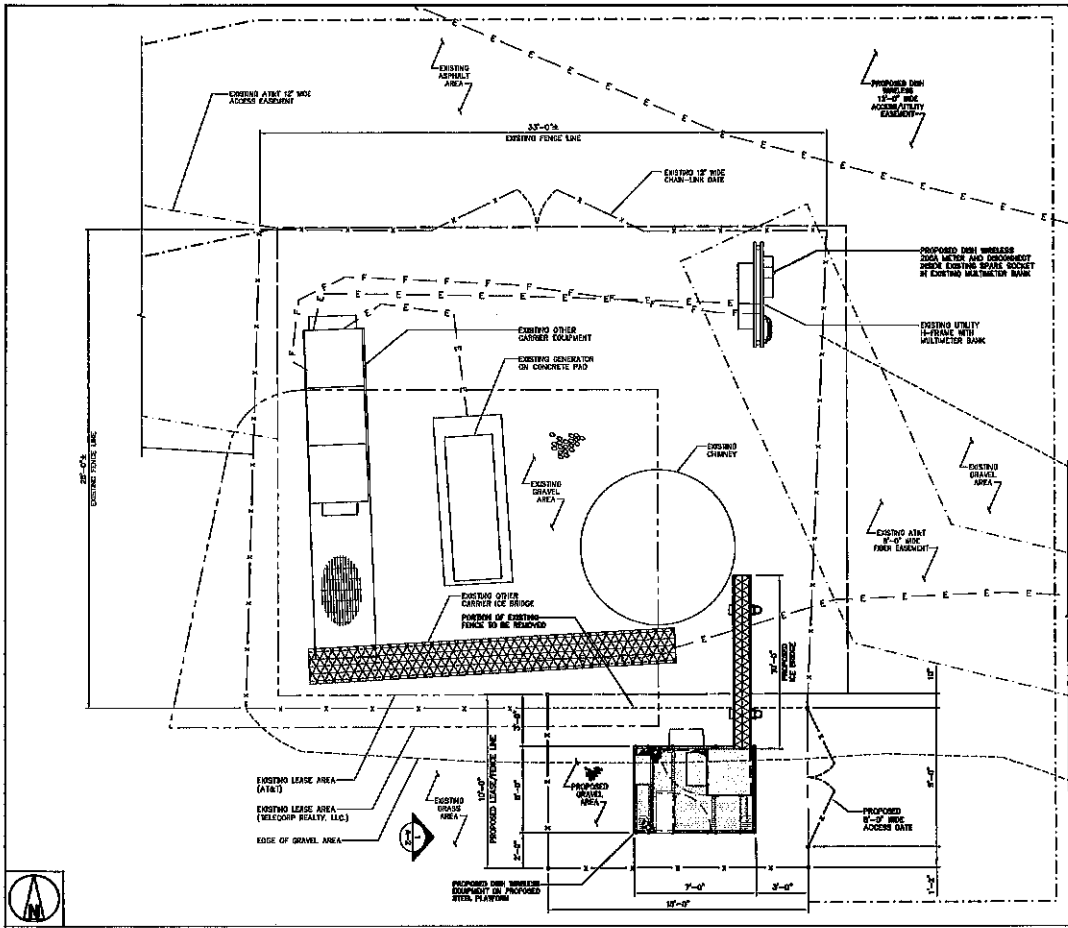 EXISTING
ASPHALT
AREA
PROPOSED DISH
WIRELESS
12'-0" WIDE
ACCESS/UTILITY
EASEMENT
EXISTING AT&T 12' WIDE
ACCESS EASEMENT
33'-0"±
EXISTING FENCE LINE
EXISTING 12' WIDE
CHAIN-LINK GATE
PROPOSED DISH WIRELESS
200A METER AND DISCONNECT
INSIDE EXISTING SPARE SOCKET
IN EXISTING MULTIMETER BANK
EXISTING OTHER
CARRIER EQUIPMENT
EXISTING UTILITY
H-FRAME WITH
MULTIMETER BANK
EXISTING GENERATOR
ON CONCRETE PAD
EXISTING FENCE LINE
EXISTING
CHIMNEY
EXISTING
GRAVEL
AREA
EXISTING
GRAVEL
AREA
EXISTING AT&T
FIBER EASEMENT
EXISTING OTHER
CARRIER ICE BRIDGE
PORTION OF EXISTING
FENCE TO BE REMOVED
10'-0"
PROPOSED
ICE BRIDGE
EXISTING LEASE AREA
(AT&T)
EXISTING LEASE AREA
(TELECORP REALTY, LLC.)
EDGE OF GRAVEL AREA
EXISTING
GRASS
AREA
10'-0"
PROPOSED LEASE/FENCE LINE
3'-0"
2'-0"
PROPOSED
GRAVEL
AREA
PROPOSED
WIDE
ACCESS GATE
PROPOSED DISH WIRELESS
EQUIPMENT ON PROPOSED
STEEL PLATFORM
7'-0"
3'-0"
N